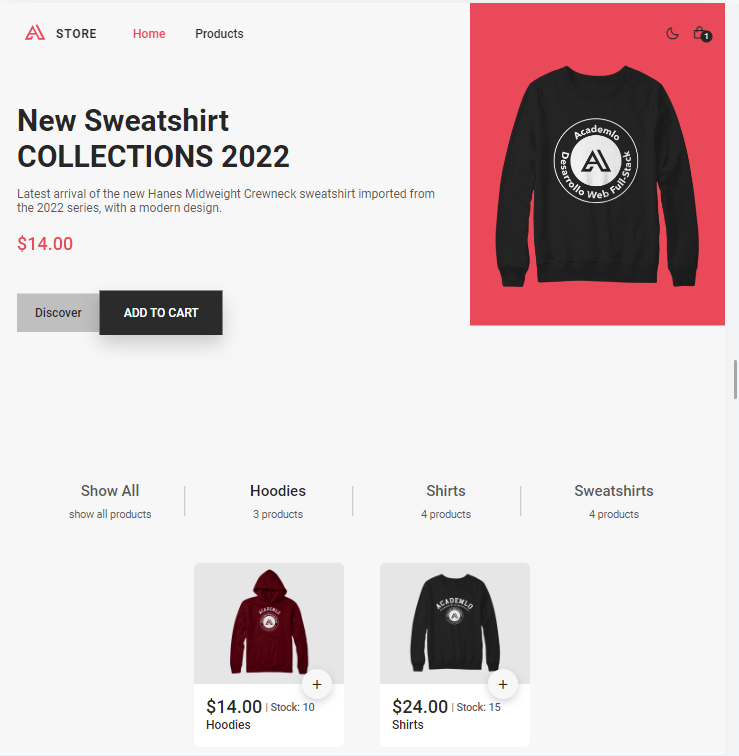 STORE
Home
Products
1
New Sweatshirt
COLLECTIONS 2022
Latest arrival of the new Hanes Midweight Crewneck sweatshirt imported from
the 2022 series, with a modern design.
$14.00
Discover
ADD TO CART
Academlo
Desarrollo Web Full-Stack
Show All
show all products
Hoodies
3 products
Shirts
4 products
Sweatshirts
4 products
ACADEMLO
+
$14.00 | Stock: 10
Hoodies
ACADEMLO
+
$24.00 | Stock: 15
Shirts